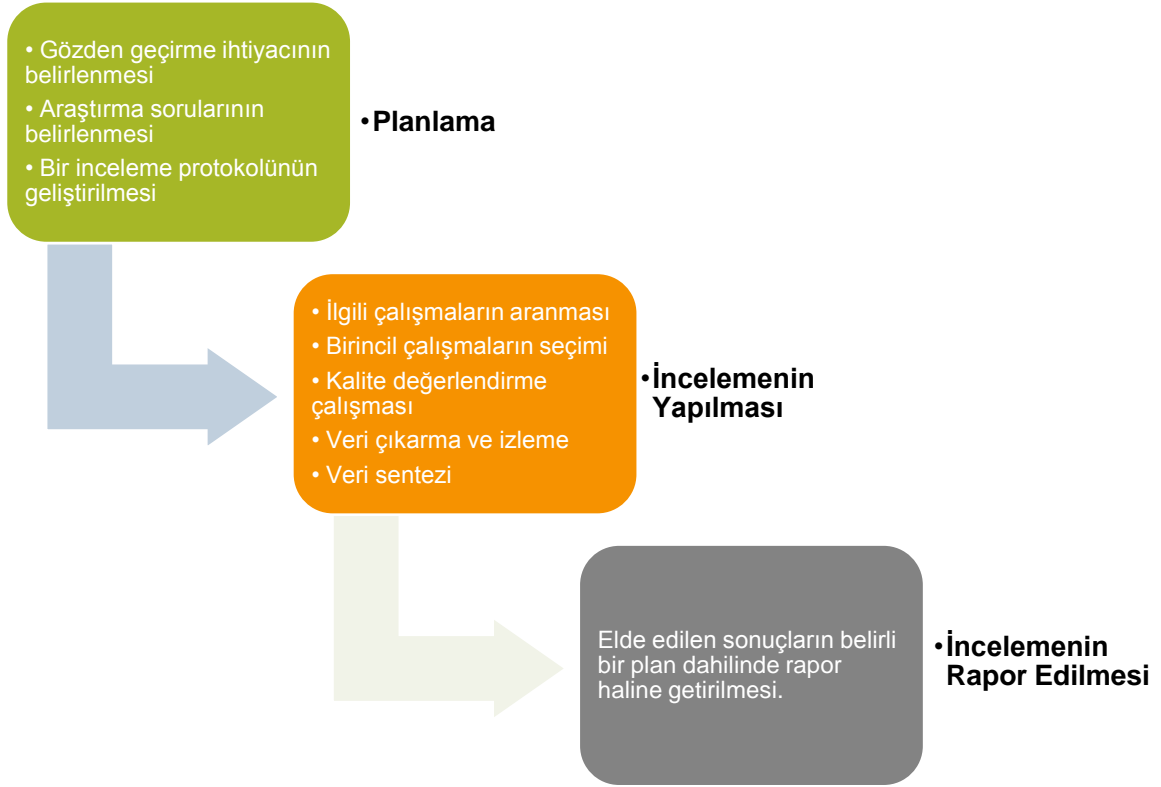 • Gözden geçirme ihtiyacının
belirlenmesi
• Araştırma sorularının
belirlenmesi
• Bir inceleme protokolünün
geliştirilmesi
•Planlama
• İlgili çalışmaların aranması
• Birincil çalışmaların seçimi
• Kalite değerlendirme
çalışması
• Veri çıkarma ve izleme
• Veri sentezi
•İncelemenin
Yapılması
Elde edilen sonuçların belirli
bir plan dahilinde rapor
haline getirilmesi.
•İncelemenin
Rapor Edilmesi